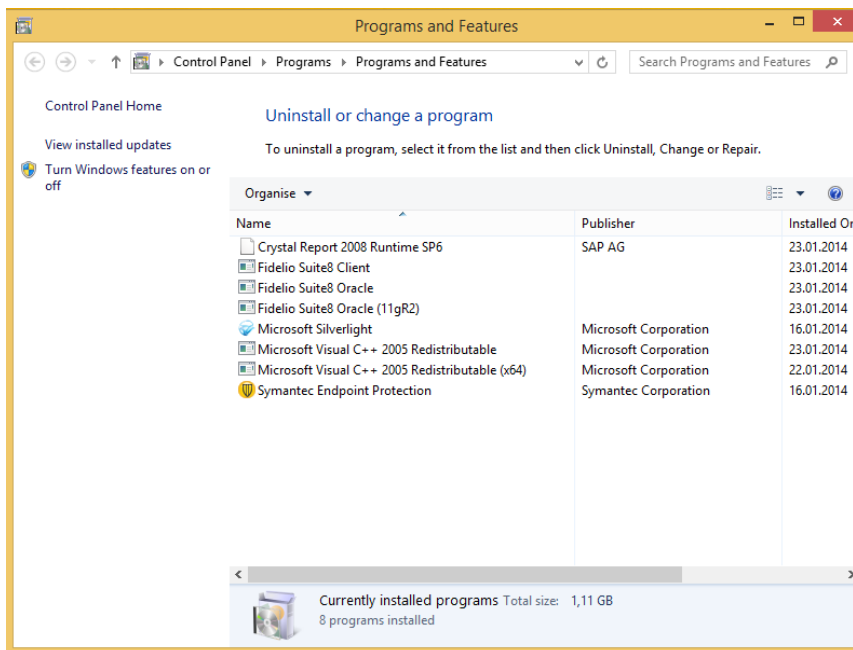 Programs and Features
Control Panel Programs Programs and Features Search Programs and Features
Control Panel Home
View installed updates
Turn Windows features on or
off
Uninstall or change a program
To uninstall a program, select it from the list and then click Uninstall, Change or Repair.
Organise
Name Publisher Installed On
Crystal Report 2008 Runtime SP6 SAP AG 23.01.2014
Fidelio Suite8 Client 23.01.2014
Fidelio Suite8 Oracle 23.01.2014
Fidelio Suite8 Oracle (11gR2) 23.01.2014
Microsoft Silverlight Microsoft Corporation 16.01.2014
Microsoft Visual C++ 2005 Redistributable Microsoft Corporation 23.01.2014
Microsoft Visual C++ 2005 Redistributable (x64) Microsoft Corporation 22.01.2014
Symantec Endpoint Protection Symantec Corporation 16.01.2014
Currently installed programs Total size: 1,11 GB
8 programs installed